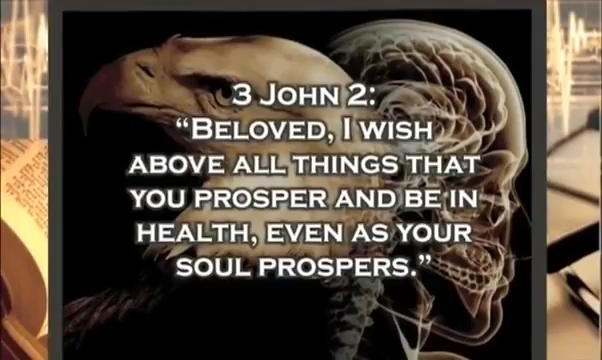 3 John 2:
“Beloved, I wish
above all things that
you prosper and be in
health, even as your
soul prospers.”